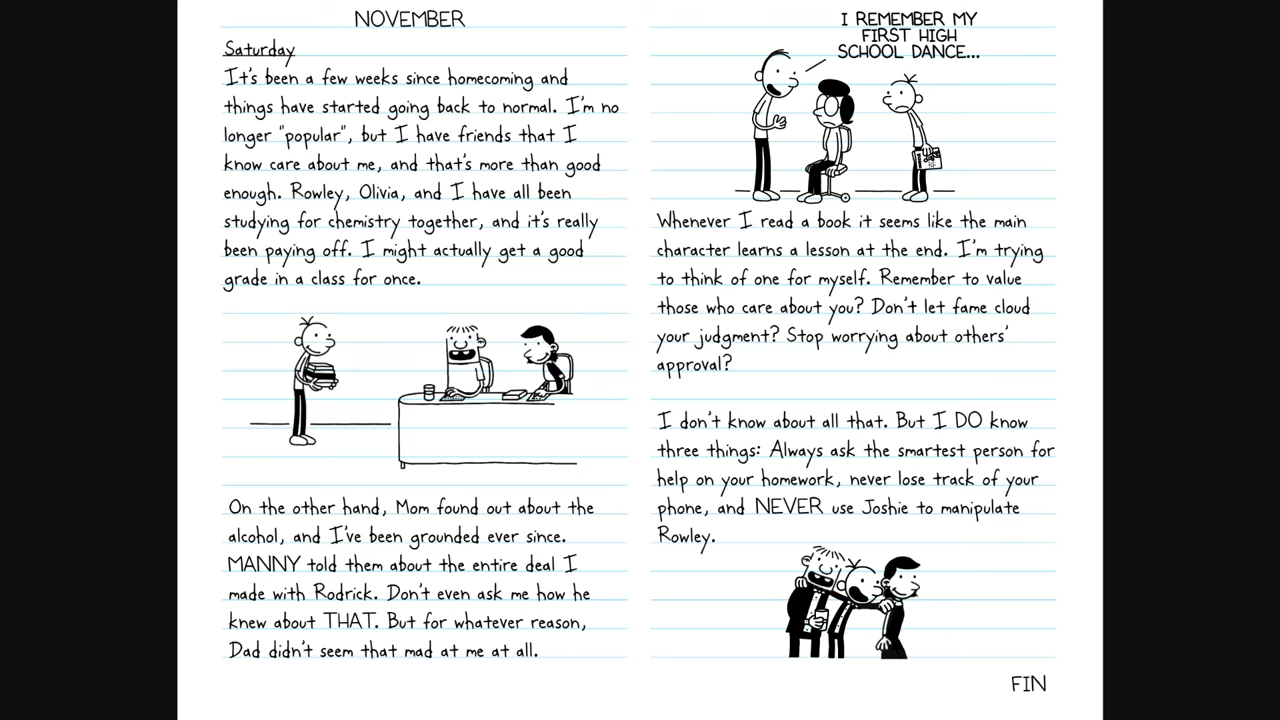 NOVEMBER
Saturday
It's been a few weeks since homecoming and
things have started going back to normal. I'm no
longer "popular", but I have friends that I
know care about me, and that's more than good
enough. Rowley, Olivia, and I have all been
studying for chemistry together, and it's really
been paying off. I might actually get a good
grade in a class for once.
On the other hand, Mom found out about the
alcohol, and I've been grounded ever since.
MANNY told them about the entire deal I
made with Rodrick. Don't even ask me how he
knew about THAT. But for whatever reason,
Dad didn't seem that mad at me at all.
I REMEMBER MY
FIRST HIGH
SCHOOL DANCE...
Whenever I read a book it seems like the main
character learns a lesson at the end. I'm trying
to think of one for myself. Remember to value
those who care about you? Don't let fame cloud
your judgment? Stop worrying about others'
approval?
I don't know about all that. But I DO know
three things: Always ask the smartest person for
help on your homework, never lose track of your
phone, and NEVER use Joshie to manipulate
Rowley.
FIN